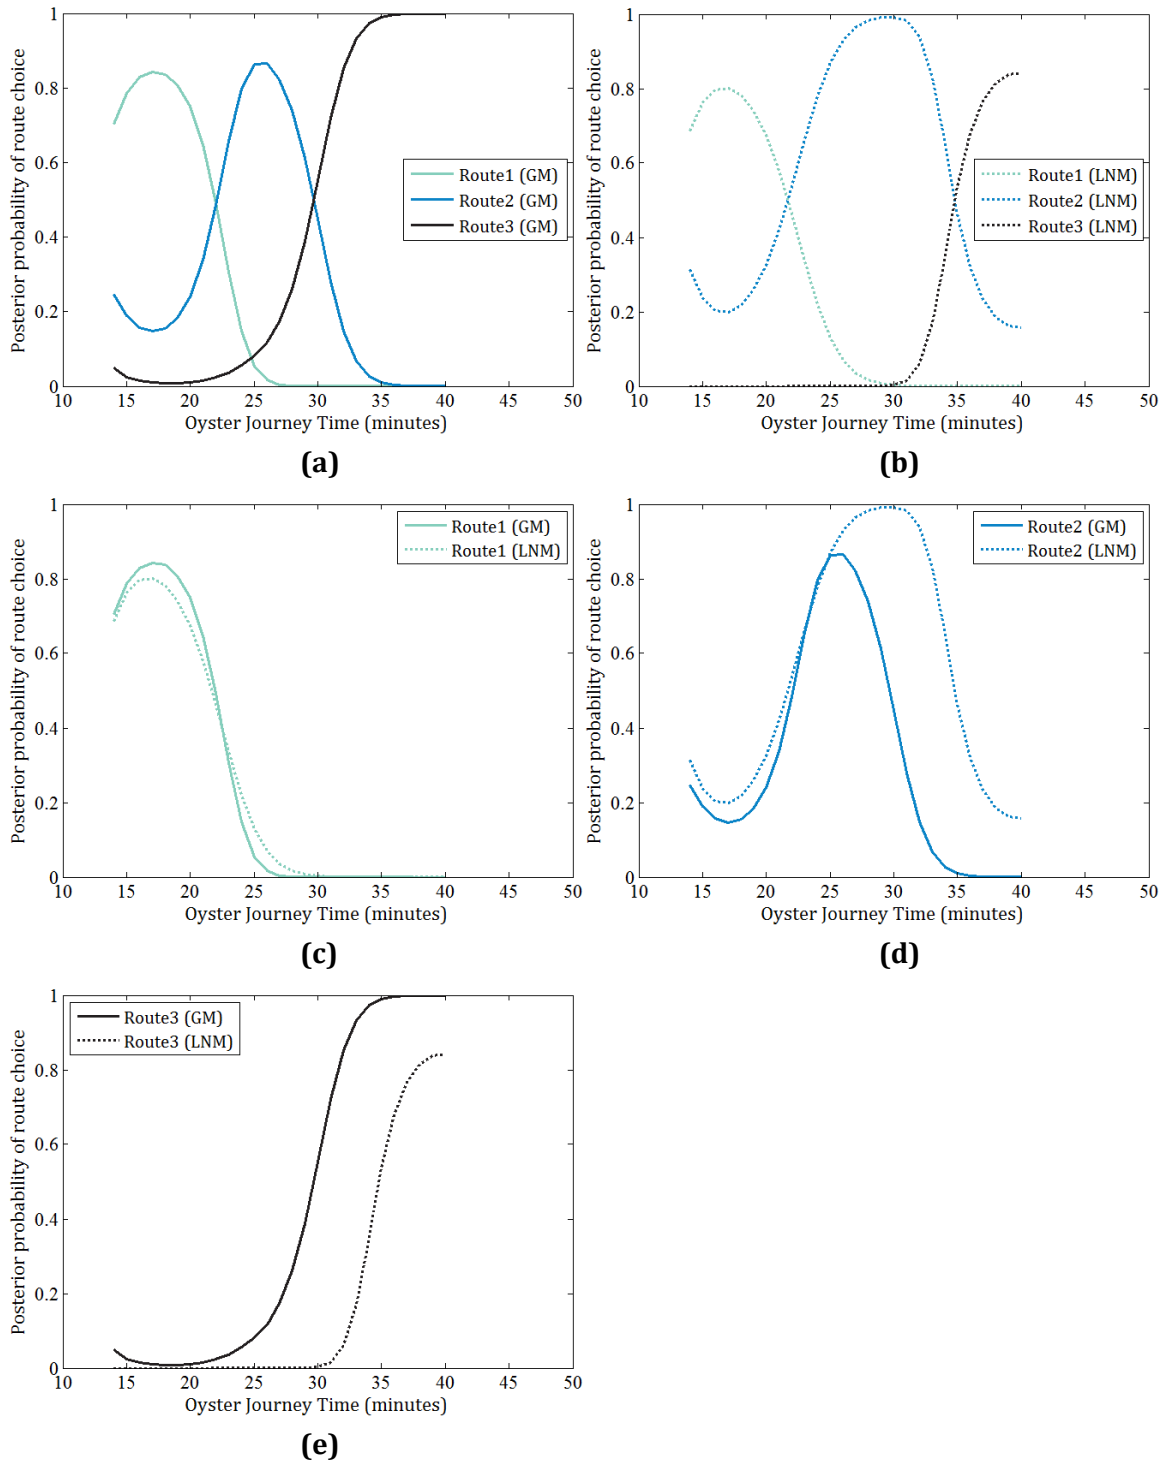 Posterior probability of route choice
1
0.8
0.6
0.4
0.2
0
Route1 (GM)
Route2 (GM)
Route3 (GM)
10 15 20 25 30 35 40 45 50
Oyster Journey Time (minutes)
(a)
Posterior probability of route choice
1
0.8
0.6
0.4
0.2
0
Route1 (LNM)
Route2 (LNM)
Route3 (LNM)
10 15 20 25 30 35 40 45 50
Oyster Journey Time (minutes)
(b)
Posterior probability of route choice
1
0.8
0.6
0.4
0.2
0
Route1 (GM)
Route1 (LNM)
10 15 20 25 30 35 40 45 50
Oyster Journey Time (minutes)
(c)
Posterior probability of route choice
1
0.8
0.6
0.4
0.2
0
Route2 (GM)
Route2 (LNM)
10 15 20 25 30 35 40 45 50
Oyster Journey Time (minutes)
(d)
Posterior probability of route choice
1
0.8
0.6
0.4
0.2
0
Route3 (GM)
Route3 (LNM)
10 15 20 25 30 35 40 45 50
Oyster Journey Time (minutes)
(e)